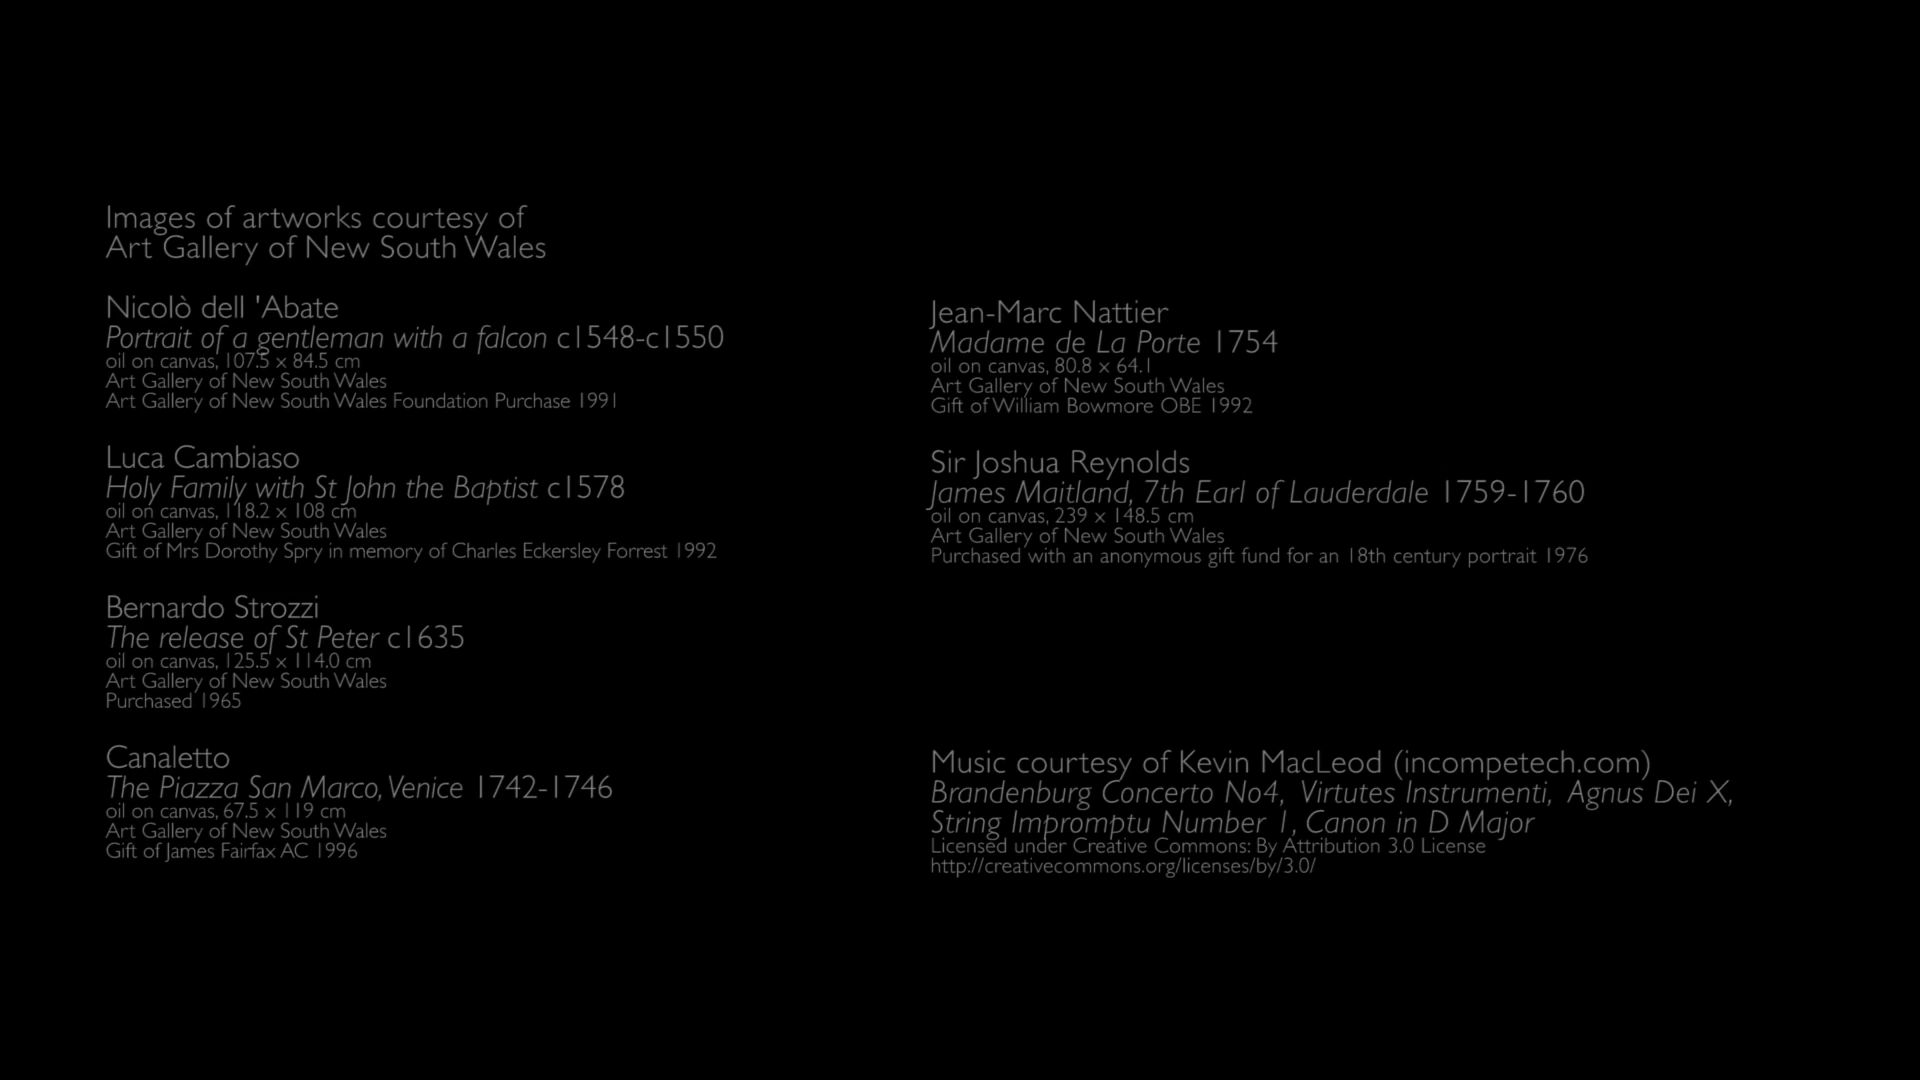 Images of artworks courtesy of
Art Gallery of New South Wales
Nicolò dell 'Abate
Portrait of a gentleman with a falcon c1548-c1550
oil on canvas, 107.5 x 84.5 cm
Art Gallery of New South Wales
Art Gallery of New South Wales Foundation Purchase 1991
Luca Cambiaso
Holy Family with St John the Baptist c1578
oil on canvas, 118.2 x 108 cm
Art Gallery of New South Wales
Gift of Mrs Dorothy Spry in memory of Charles Eckersley Forrest 1992
Bernardo Strozzi
The release of St Peter c1635
oil on canvas, 125.5 x 114.0 cm
Art Gallery of New South Wales
Purchased 1965
Canaletto
The Piazza San Marco, Venice 1742-1746
oil on canvas, 67.5 x 119 cm
Art Gallery of New South Wales
Gift of James Fairfax AC 1996
Jean-Marc Nattier
Madame de La Porte 1754
oil on canvas, 80.8 x 64.1
Art Gallery of New South Wales
Gift of William Bowmore OBE 1992
Sir Joshua Reynolds
James Maitland, 7th Earl of Lauderdale 1759-1760
oil on canvas, 239 x 148.5 cm
Art Gallery of New South Wales
Purchased with an anonymous gift fund for an 18th century portrait 1976
Music courtesy of Kevin MacLeod (incompetech.com)
Brandenburg Concerto No4, Virtutes Instrumenti, Agnus Dei X,
String Impromptu Number 1, Canon in D Major
Licensed under Creative Commons: By Attribution 3.0 License
http://creativecommons.org/licenses/by/3.0/